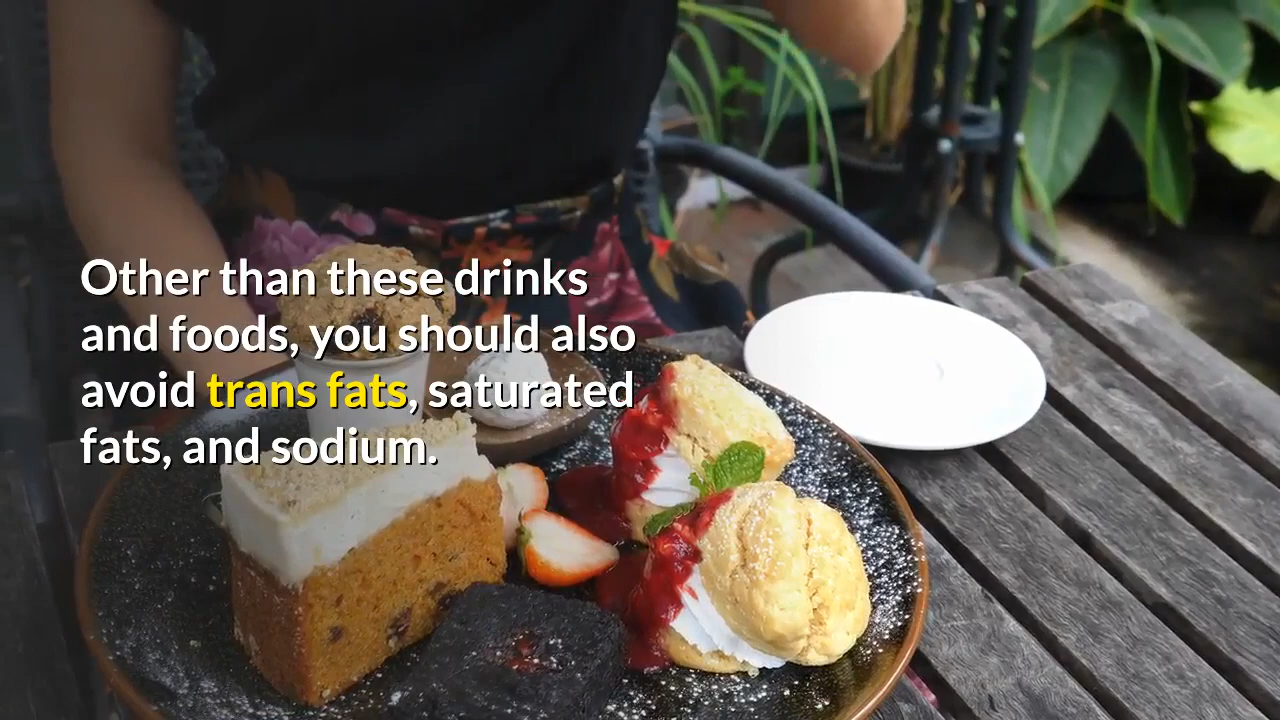 Other than these drinks
and foods, you should also
avoid trans fats, saturated
fats, and sodium.